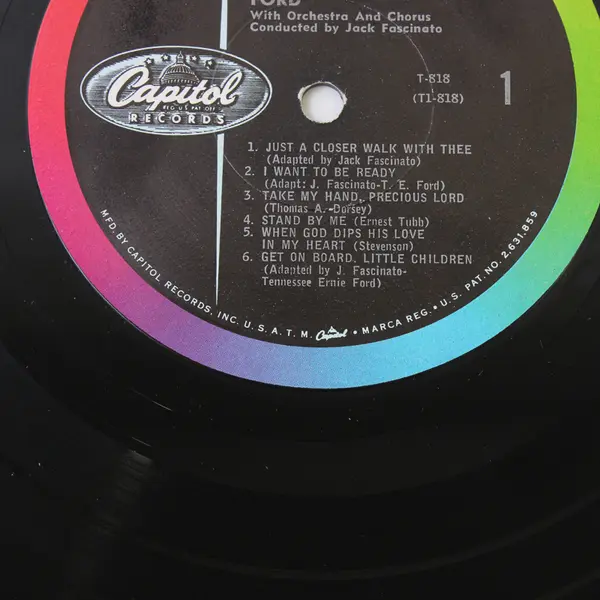 FORD
With Orchestra And Chorus
Conducted by Jack Fascinato
Capitol
REG. U.S. PAT. OFF.
RECORDS
T-818
(T1-818)
1
1. JUST A CLOSER WALK WITH THEE
(Adapted by Jack Fascinato)
2. I WANT TO BE READY
(Adapt: J. Fascinato-T. E. Ford)
3. TAKE MY HAND, PRECIOUS LORD
(Thomas A. Dorsey)
4. STAND BY ME (Ernest Tubb)
5. WHEN GOD DIPS HIS LOVE
IN MY HEART (Stevenson)
6. GET ON BOARD, LITTLE CHILDREN
(Adapted by J. Fascinato-
Tennessee Ernie Ford)
MFD. BY CAPITOL RECORDS, INC. U.S.A. T.M. Capitol • MARCA REG. • U.S. PAT. NO. 2,631,859